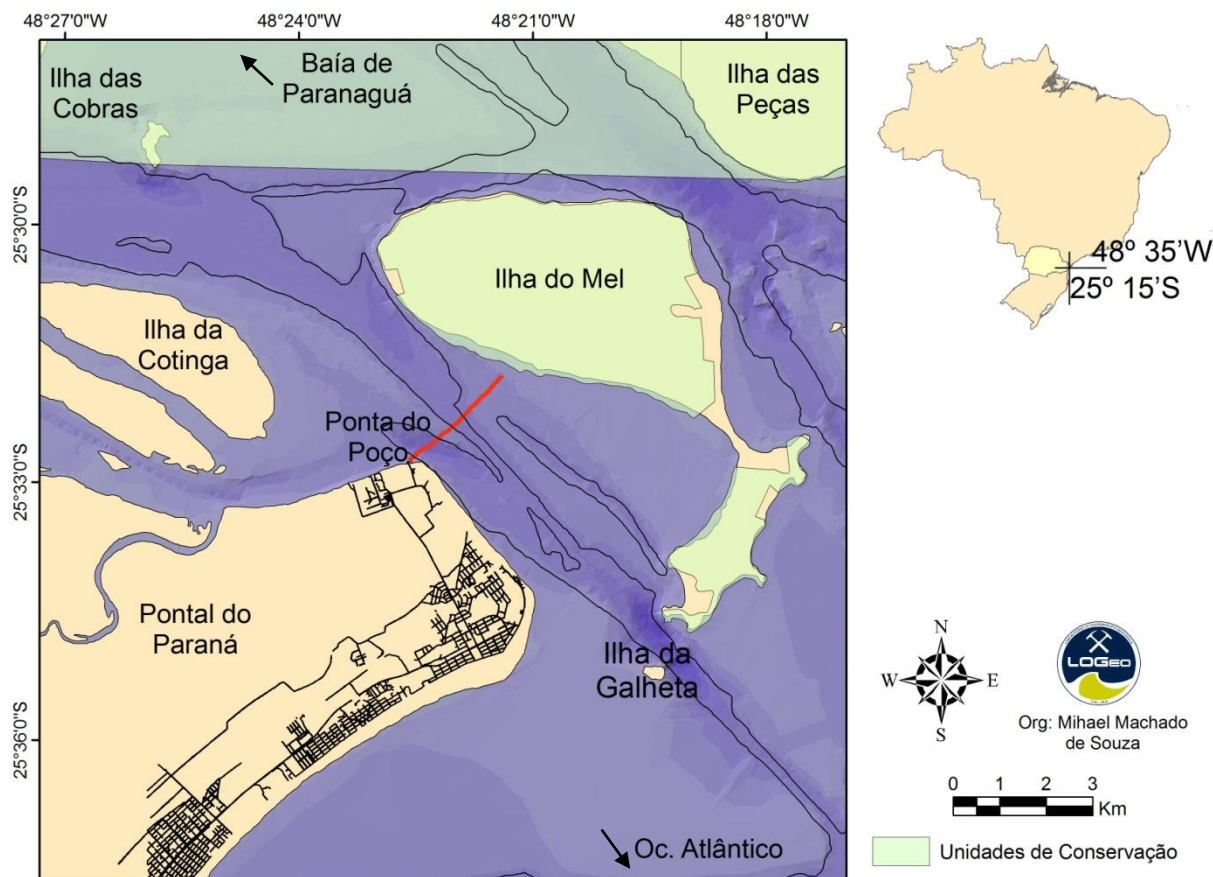 48°27'0"W
48°24'0"W
48°21'0"W
48°18'0"W
25°30'0"S
25°33'0"S
25°36'0"S
Ilha das
Cobras
Baía de
Paranaguá
Ilha das
Peças
Ilha do Mel
Ilha da
Cotinga
Ponta do
Poço
Pontal do
Paraná
Ilha da
Galheta
Oc. Atlântico
48º 35’W
25º 15’S
N
W
E
S
LOGeo
Org: Mihael Machado
de Souza
0 1 2 3
Km
Unidades de Conservação